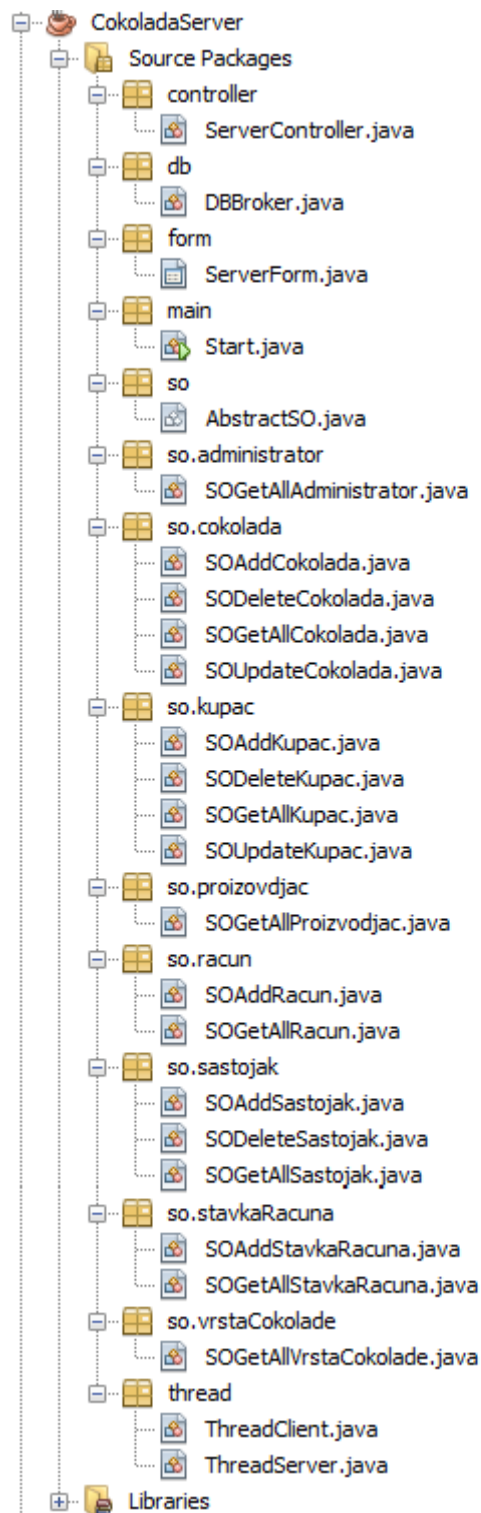 CokoladaServer
Source Packages
controller
ServerController.java
db
DBBroker.java
form
ServerForm.java
main
Start.java
so
AbstractSO.java
so.administrator
SOGetAllAdministrator.java
so.cokolada
SOAddCokolada.java
SODeleteCokolada.java
SOGetAllCokolada.java
SOUpdateCokolada.java
so.kupac
SOAddKupac.java
SODeleteKupac.java
SOGetAllKupac.java
SOUpdateKupac.java
so.proizovdjac
SOGetAllProizvodjac.java
so.racun
SOAddRacun.java
SOGetAllRacun.java
so.sastojak
SOAddSastojak.java
SODeleteSastojak.java
SOGetAllSastojak.java
so.stavkaRacuna
SOAddStavkaRacuna.java
SOGetAllStavkaRacuna.java
so.vrstaCokolade
SOGetAllVrstaCokolade.java
thread
ThreadClient.java
ThreadServer.java
Libraries